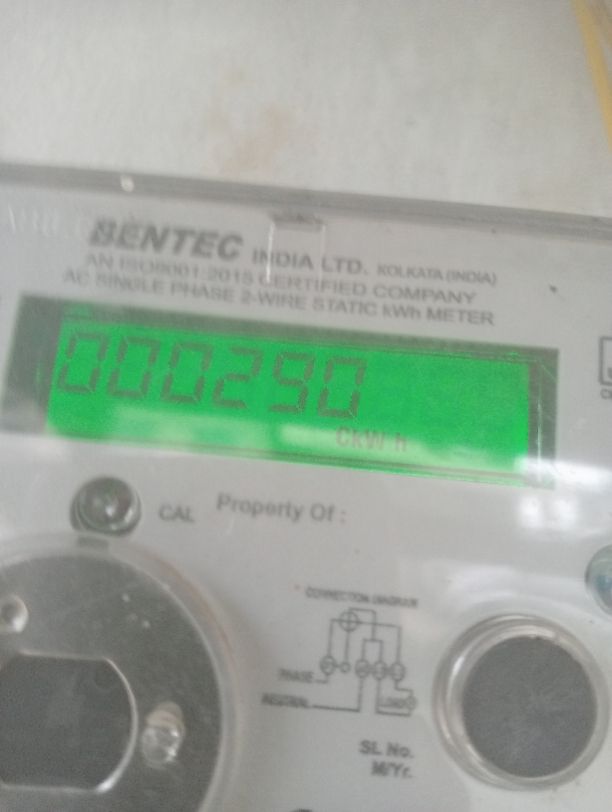 BENTEC INDIA LTD. KOLKATA (INDIA)
AN ISO9001:2015 CERTIFIED COMPANY
AC SINGLE PHASE 2-WIRE STATIC kWh METER
000290
CkW h
CAL
Property Of :
CONNECTION DIAGRAM
PHASE
NEUTRAL
LOAD
SL. No.
M/Yr.